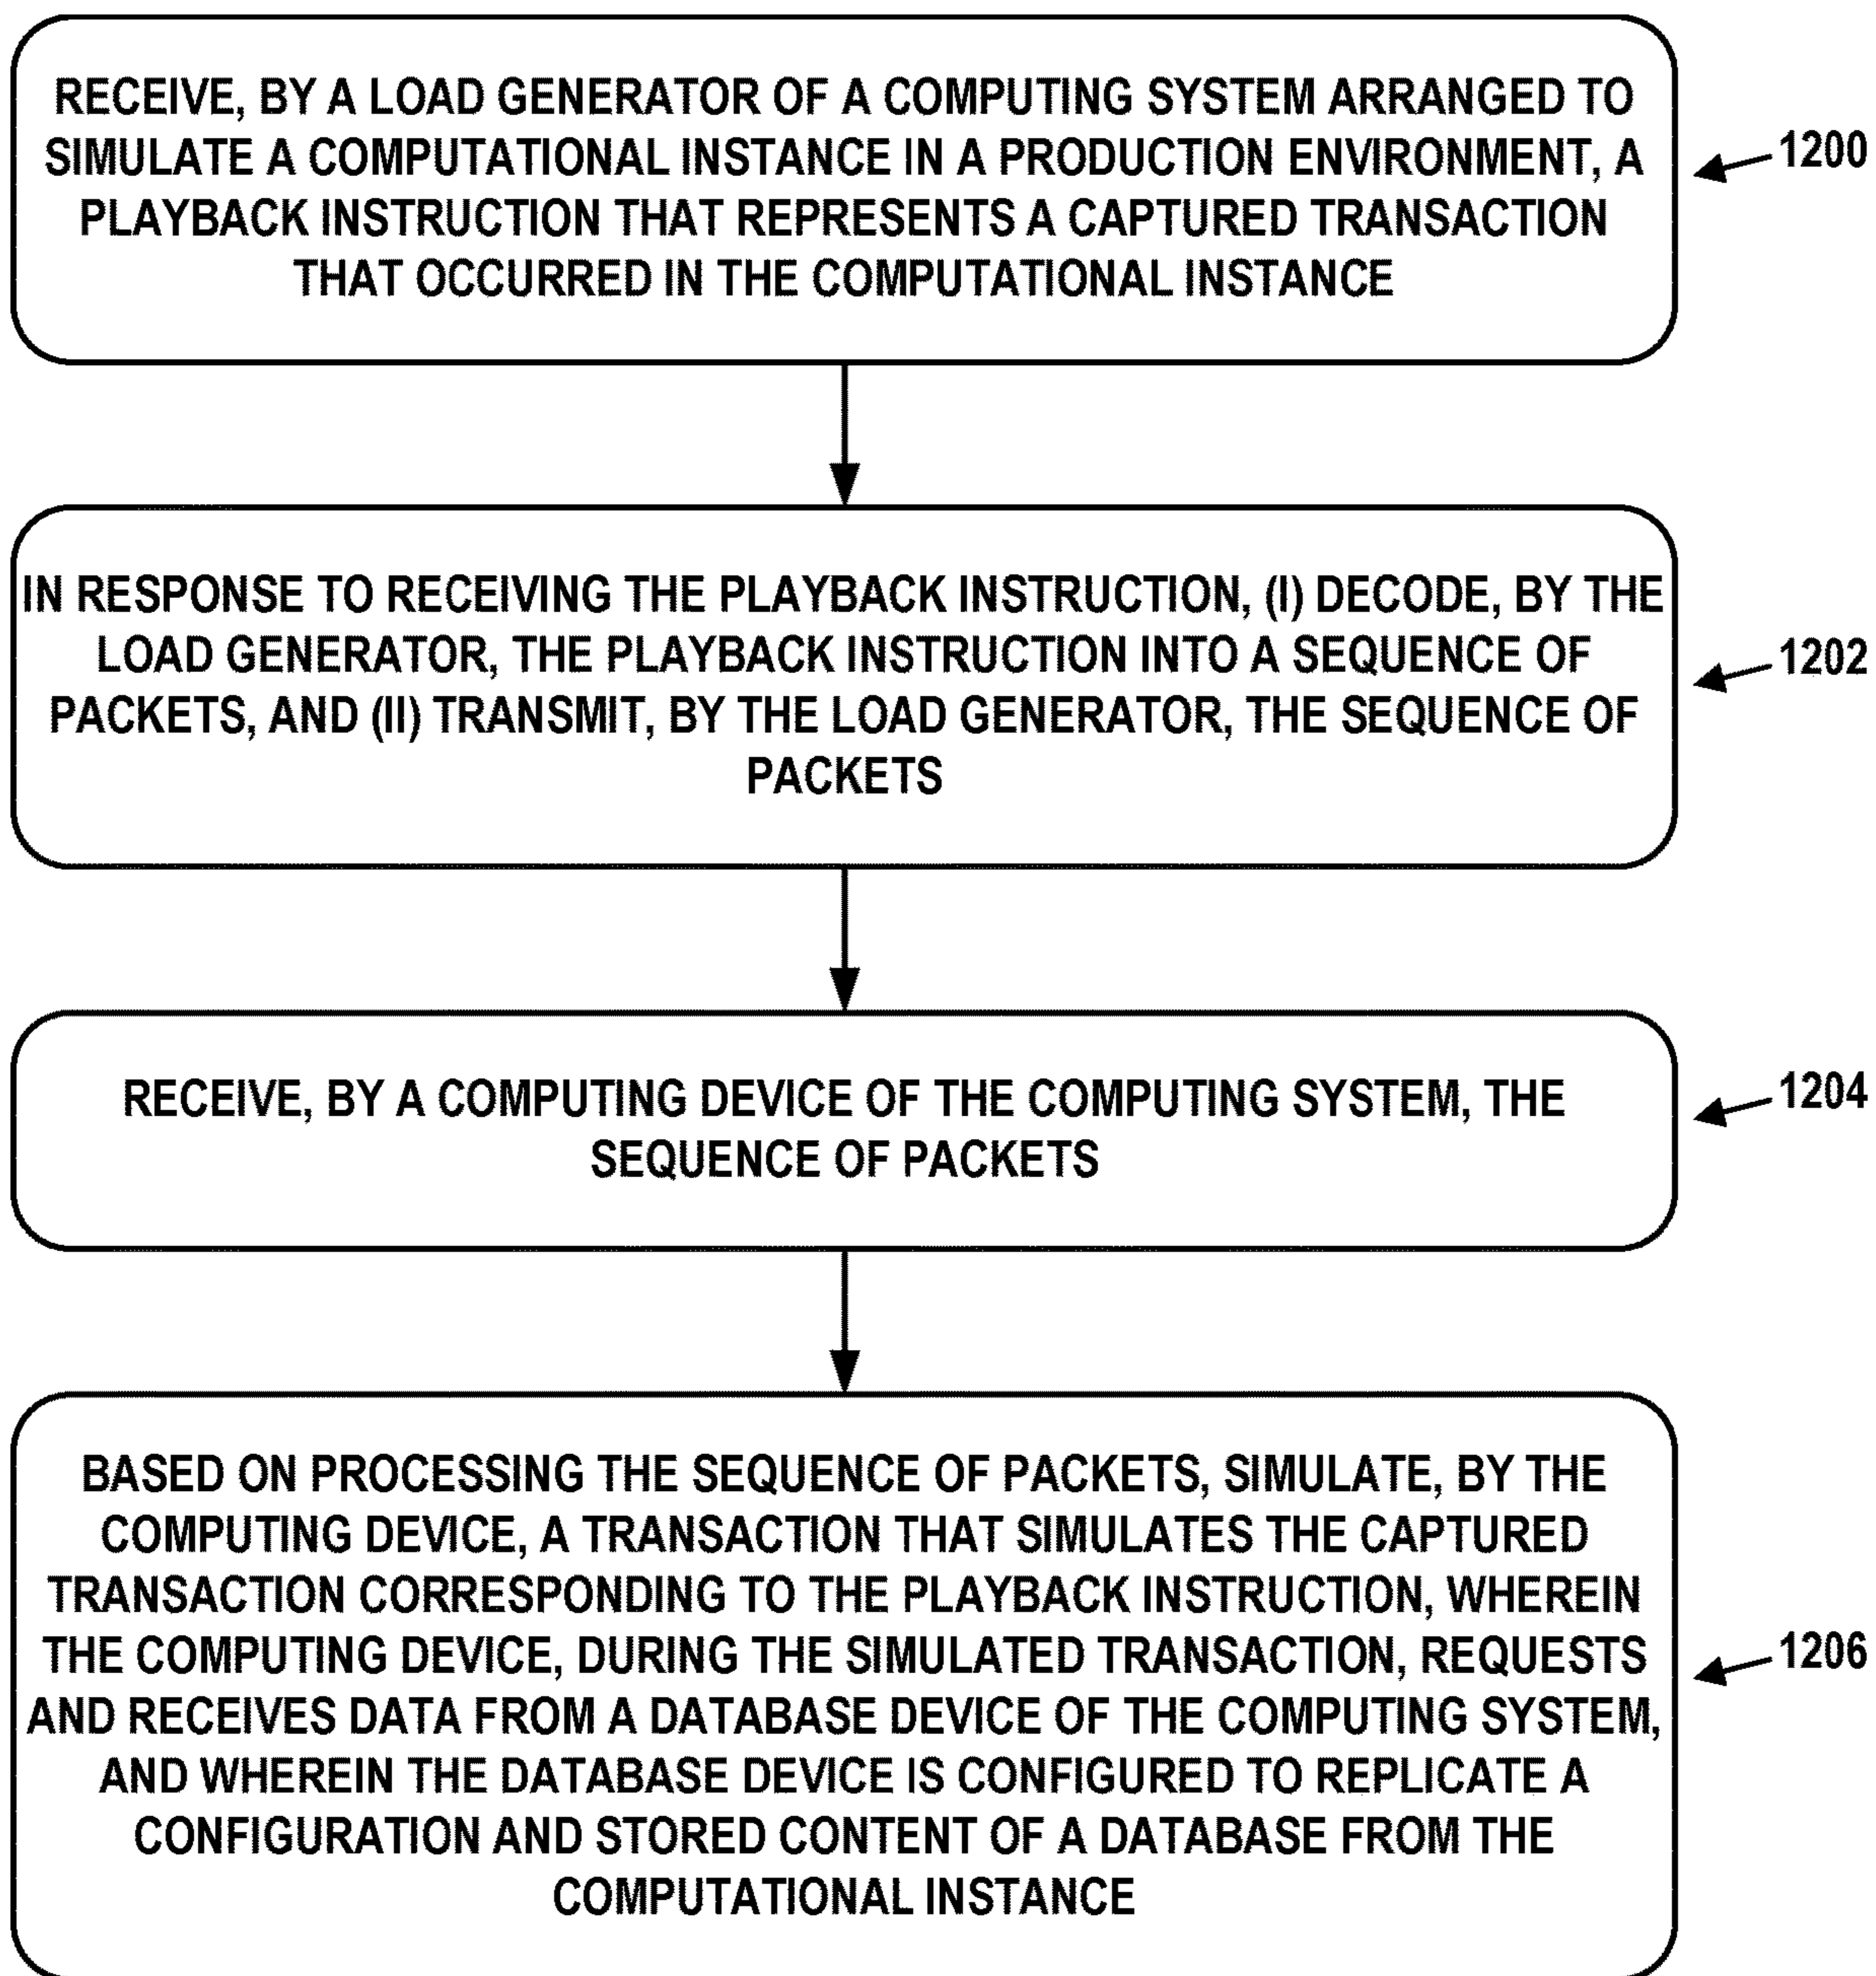 RECEIVE, BY A LOAD GENERATOR OF A COMPUTING SYSTEM ARRANGED TO
SIMULATE A COMPUTATIONAL INSTANCE IN A PRODUCTION ENVIRONMENT, A
PLAYBACK INSTRUCTION THAT REPRESENTS A CAPTURED TRANSACTION
THAT OCCURRED IN THE COMPUTATIONAL INSTANCE
1200
IN RESPONSE TO RECEIVING THE PLAYBACK INSTRUCTION, (I) DECODE, BY THE
LOAD GENERATOR, THE PLAYBACK INSTRUCTION INTO A SEQUENCE OF
PACKETS, AND (II) TRANSMIT, BY THE LOAD GENERATOR, THE SEQUENCE OF
PACKETS
1202
RECEIVE, BY A COMPUTING DEVICE OF THE COMPUTING SYSTEM, THE
SEQUENCE OF PACKETS
1204
BASED ON PROCESSING THE SEQUENCE OF PACKETS, SIMULATE, BY THE
COMPUTING DEVICE, A TRANSACTION THAT SIMULATES THE CAPTURED
TRANSACTION CORRESPONDING TO THE PLAYBACK INSTRUCTION, WHEREIN
THE COMPUTING DEVICE, DURING THE SIMULATED TRANSACTION, REQUESTS
AND RECEIVES DATA FROM A DATABASE DEVICE OF THE COMPUTING SYSTEM,
AND WHEREIN THE DATABASE DEVICE IS CONFIGURED TO REPLICATE A
CONFIGURATION AND STORED CONTENT OF A DATABASE FROM THE
COMPUTATIONAL INSTANCE
1206